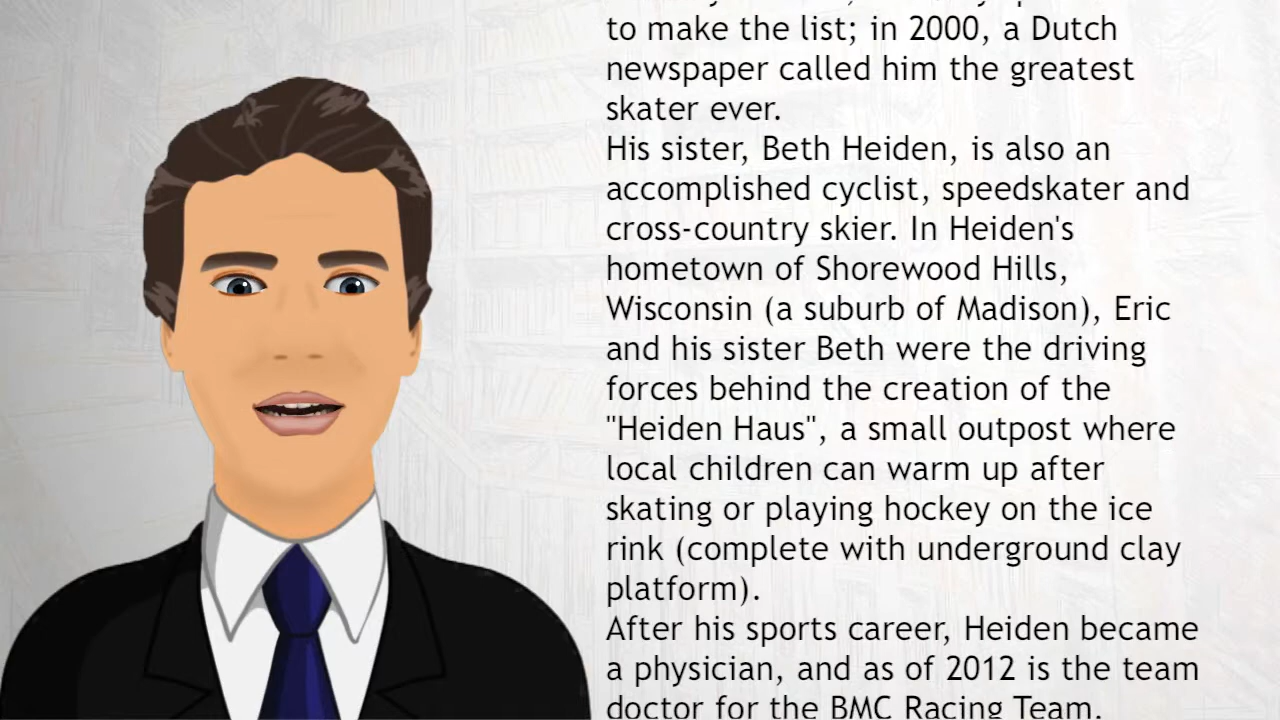 to make the list; in 2000, a Dutch
newspaper called him the greatest
skater ever.
His sister, Beth Heiden, is also an
accomplished cyclist, speedskater and
cross-country skier. In Heiden's
hometown of Shorewood Hills,
Wisconsin (a suburb of Madison), Eric
and his sister Beth were the driving
forces behind the creation of the
"Heiden Haus", a small outpost where
local children can warm up after
skating or playing hockey on the ice
rink (complete with underground clay
platform).
After his sports career, Heiden became
a physician, and as of 2012 is the team
doctor for the BMC Racing Team.